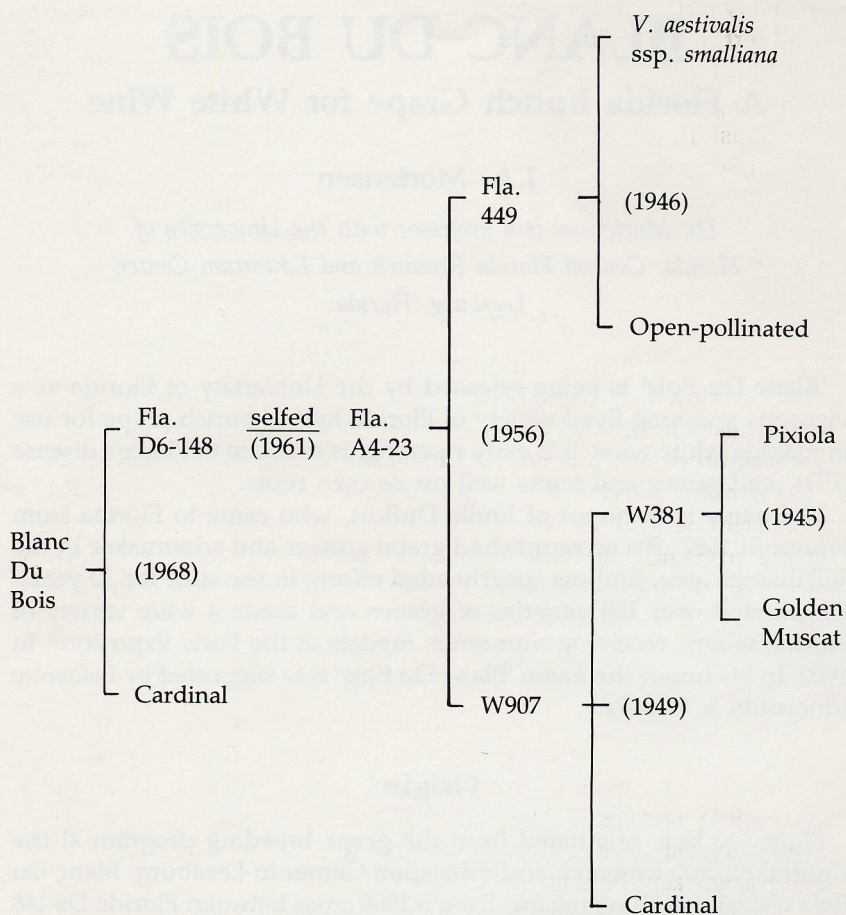 V. aestivalis
ssp. smalliana
Fla.
449
(1946)
Open-pollinated
Fla.
D6-148
selfed
(1961)
Fla.
A4-23
(1956)
Pixiola
W381
(1945)
Golden
Muscat
Blanc
Du
Bois
(1968)
Cardinal
W907
(1949)
Cardinal